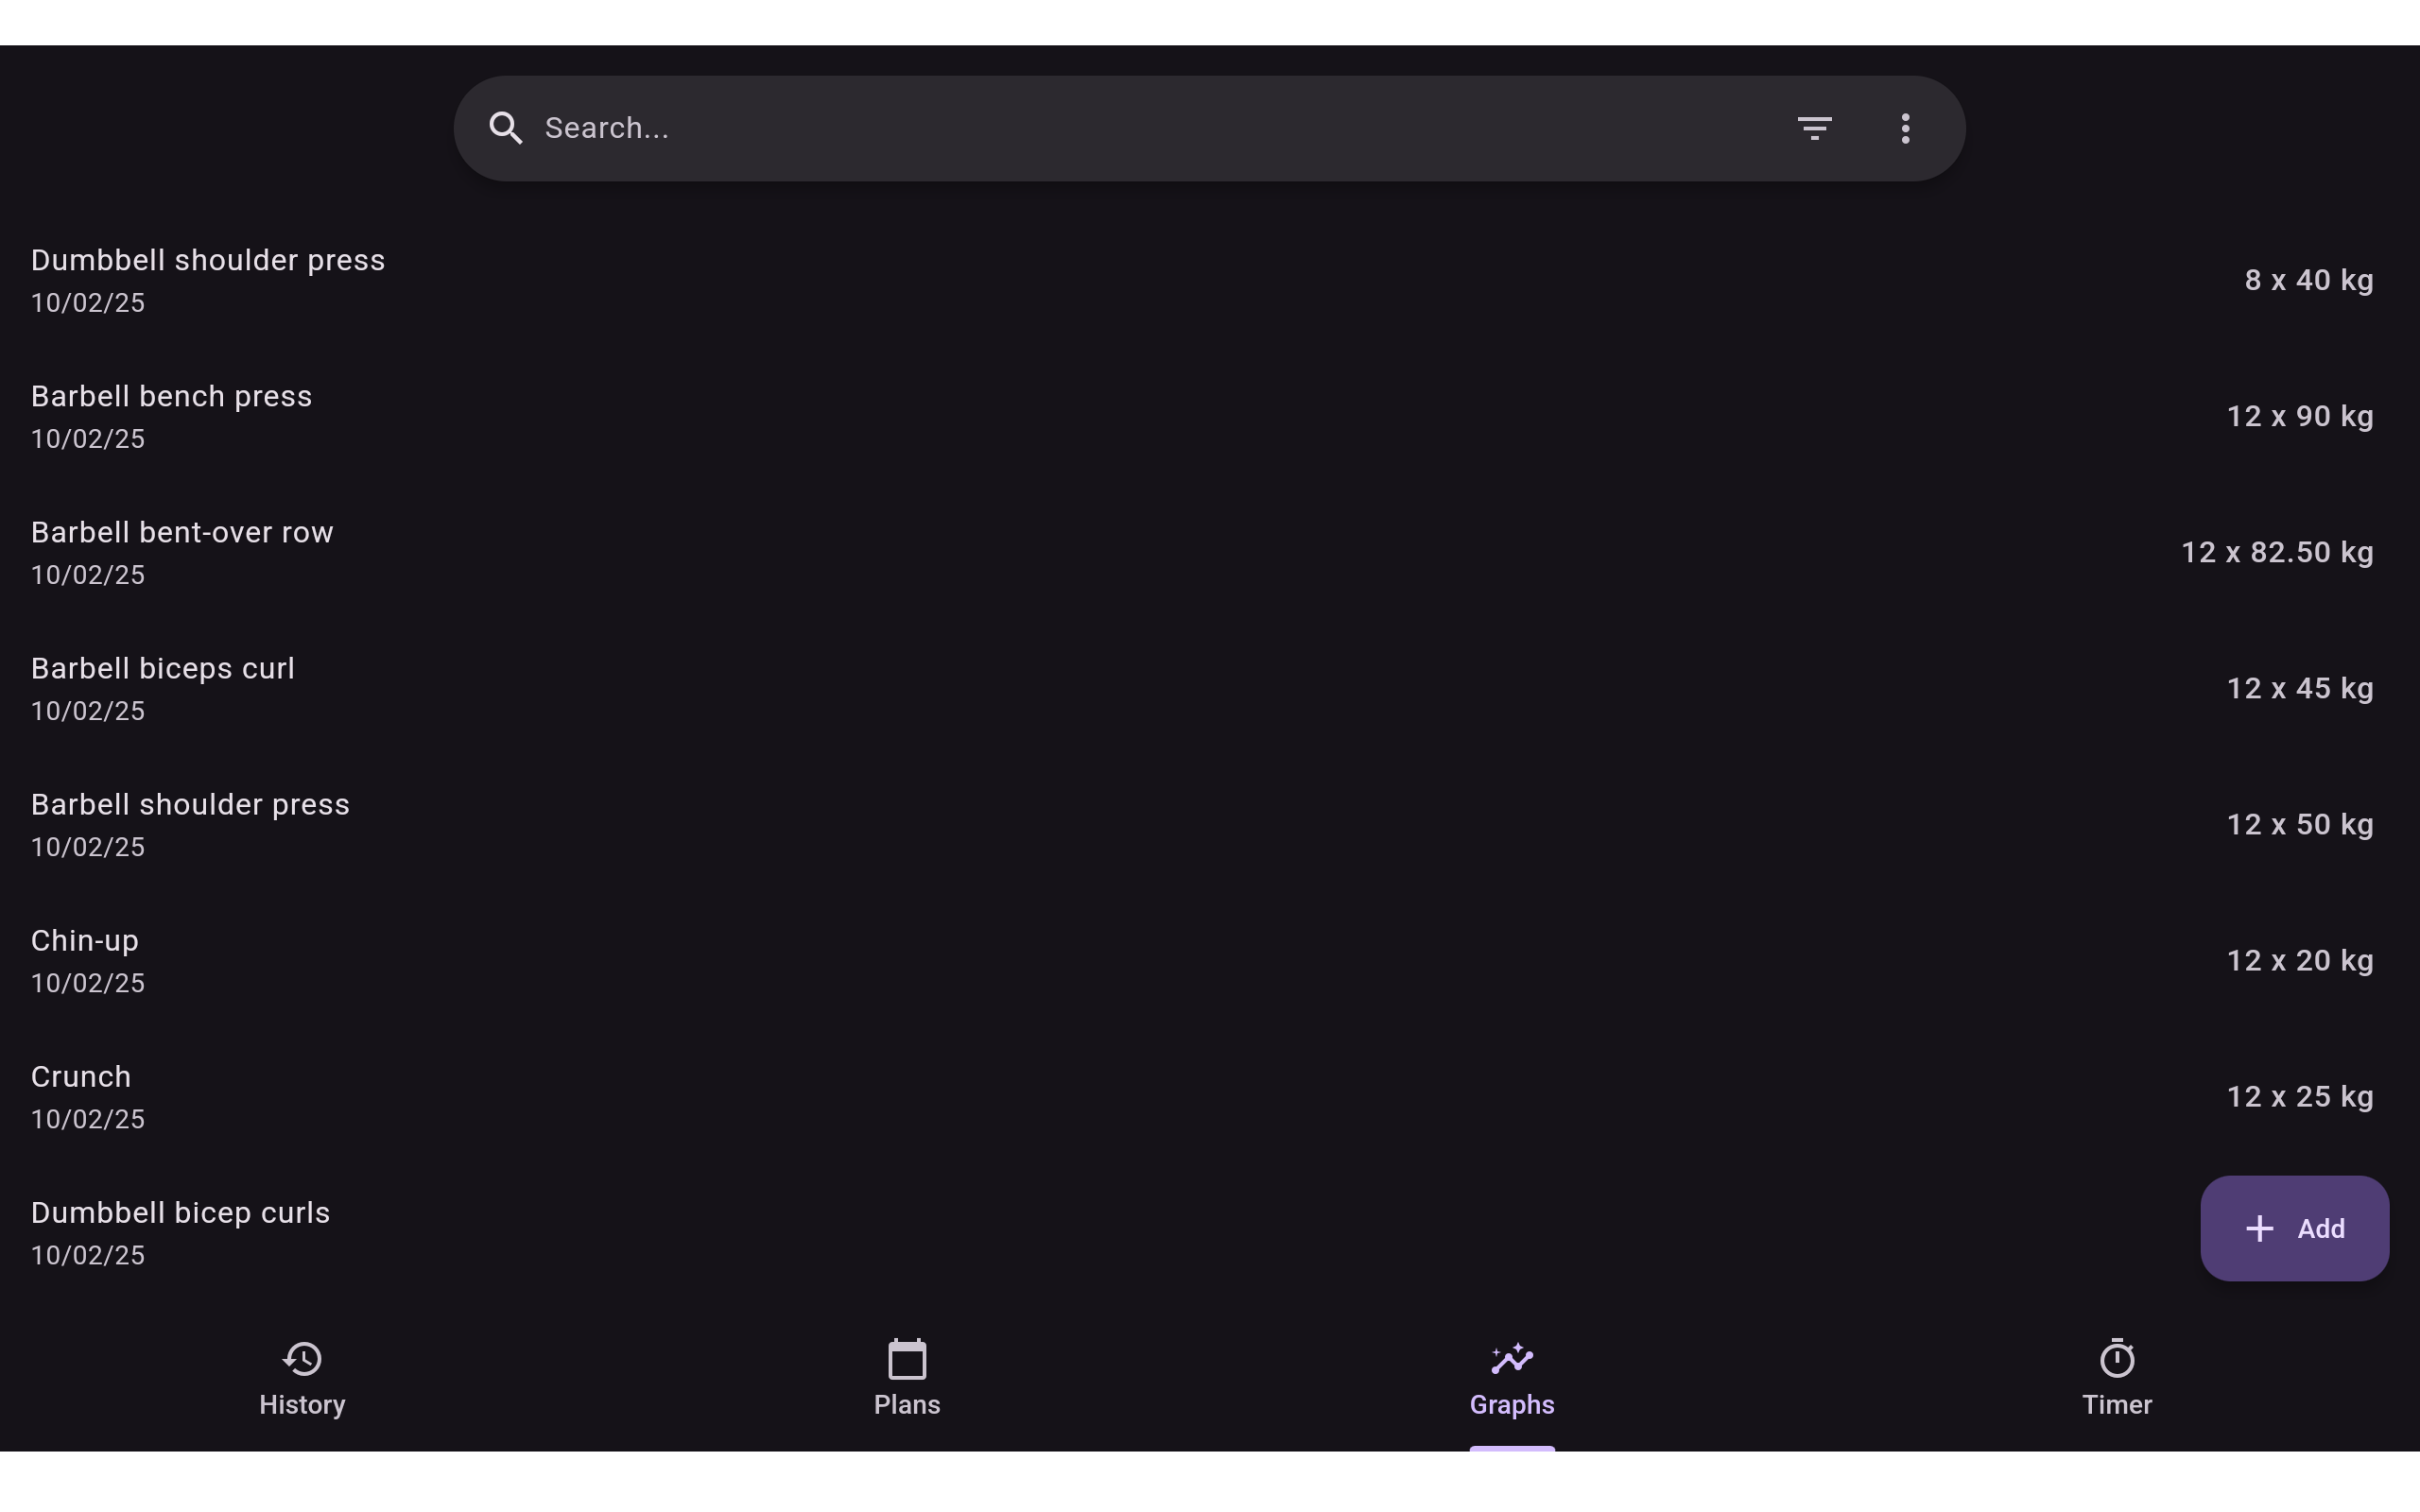 Search...
Dumbbell shoulder press
10/02/25
8 x 40 kg
Barbell bench press
10/02/25
12 x 90 kg
Barbell bent-over row
10/02/25
12 x 82.50 kg
Barbell biceps curl
10/02/25
12 x 45 kg
Barbell shoulder press
10/02/25
12 x 50 kg
Chin-up
10/02/25
12 x 20 kg
Crunch
10/02/25
12 x 25 kg
Dumbbell bicep curls
10/02/25
Add
History
Plans
Graphs
Timer